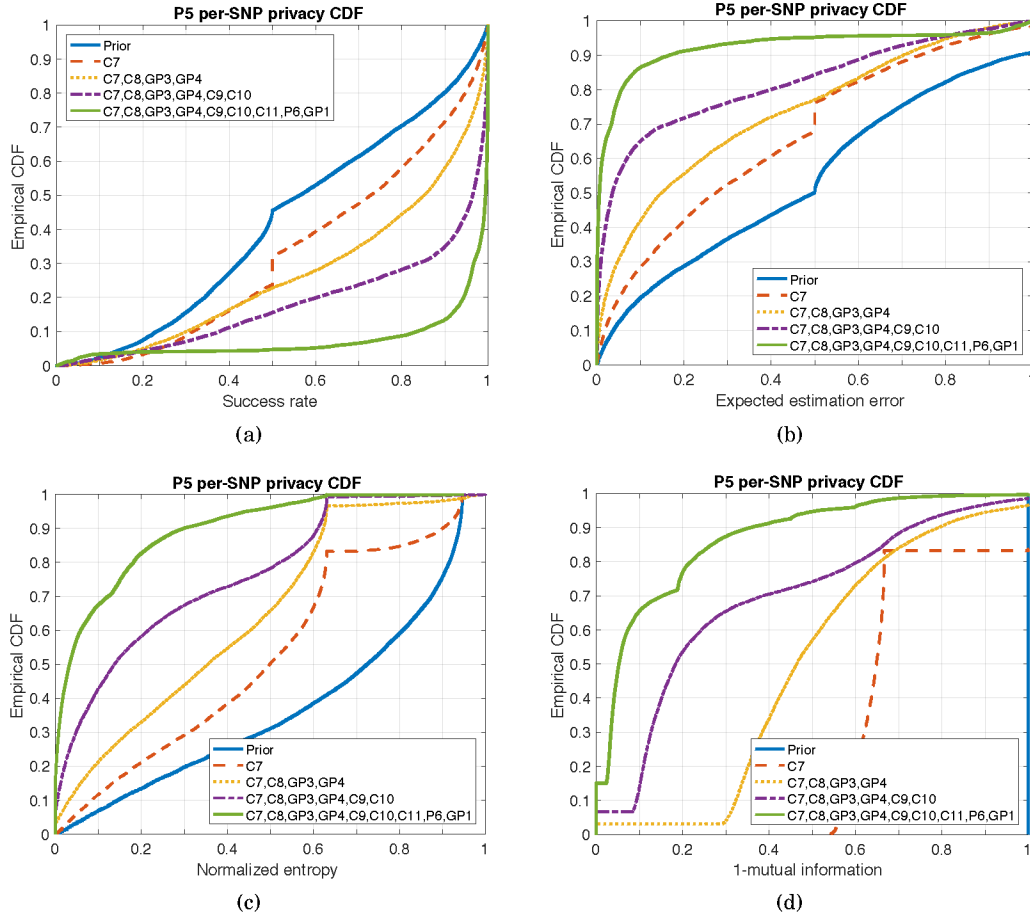 P5 per-SNP privacy CDF
Empirical CDF
1
0.9
0.8
0.7
0.6
0.5
0.4
0.3
0.2
0.1
0
Prior
C7
C7,C8,GP3,GP4
C7,C8,GP3,GP4,C9,C10
C7,C8,GP3,GP4,C9,C10,C11,P6,GP1
0 0.2 0.4 0.6 0.8 1
Success rate
(a)
P5 per-SNP privacy CDF
Empirical CDF
1
0.9
0.8
0.7
0.6
0.5
0.4
0.3
0.2
0.1
0
Prior
C7
C7,C8,GP3,GP4
C7,C8,GP3,GP4,C9,C10
C7,C8,GP3,GP4,C9,C10,C11,P6,GP1
0 0.2 0.4 0.6 0.8 1
Expected estimation error
(b)
P5 per-SNP privacy CDF
Empirical CDF
1
0.9
0.8
0.7
0.6
0.5
0.4
0.3
0.2
0.1
0
Prior
C7
C7,C8,GP3,GP4
C7,C8,GP3,GP4,C9,C10
C7,C8,GP3,GP4,C9,C10,C11,P6,GP1
0 0.2 0.4 0.6 0.8 1
Normalized entropy
(c)
P5 per-SNP privacy CDF
Empirical CDF
1
0.9
0.8
0.7
0.6
0.5
0.4
0.3
0.2
0.1
0
Prior
C7
C7,C8,GP3,GP4
C7,C8,GP3,GP4,C9,C10
C7,C8,GP3,GP4,C9,C10,C11,P6,GP1
0 0.2 0.4 0.6 0.8 1
1-mutual information
(d)